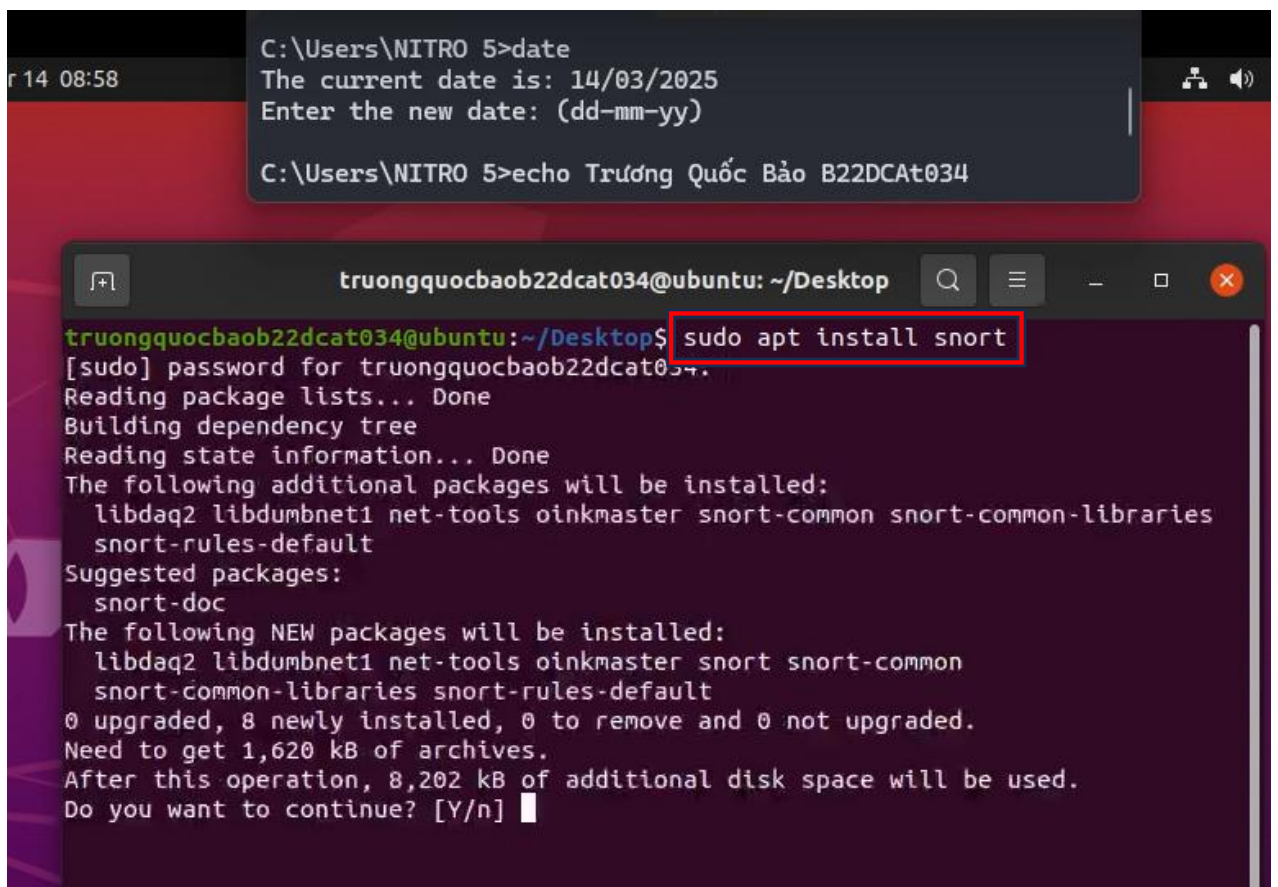 C:\Users\NITRO 5>date
r 14 08:58
The current date is: 14/03/2025
Enter the new date: (dd-mm-yy)
C:\Users\NITRO 5>echo Trương Quốc Bảo B22DCAt034
truongquocbaob22dcat034@ubuntu: ~/Desktop
truongquocbaob22dcat034@ubuntu:~/Desktop$ sudo apt install snort
[sudo] password for truongquocbaob22dcat034:
Reading package lists... Done
Building dependency tree
Reading state information... Done
The following additional packages will be installed:
  libdaq2 libdumbnet1 net-tools oinkmaster snort-common snort-common-libraries
  snort-rules-default
Suggested packages:
  snort-doc
The following NEW packages will be installed:
  libdaq2 libdumbnet1 net-tools oinkmaster snort snort-common
  snort-common-libraries snort-rules-default
0 upgraded, 8 newly installed, 0 to remove and 0 not upgraded.
Need to get 1,620 kB of archives.
After this operation, 8,202 kB of additional disk space will be used.
Do you want to continue? [Y/n]